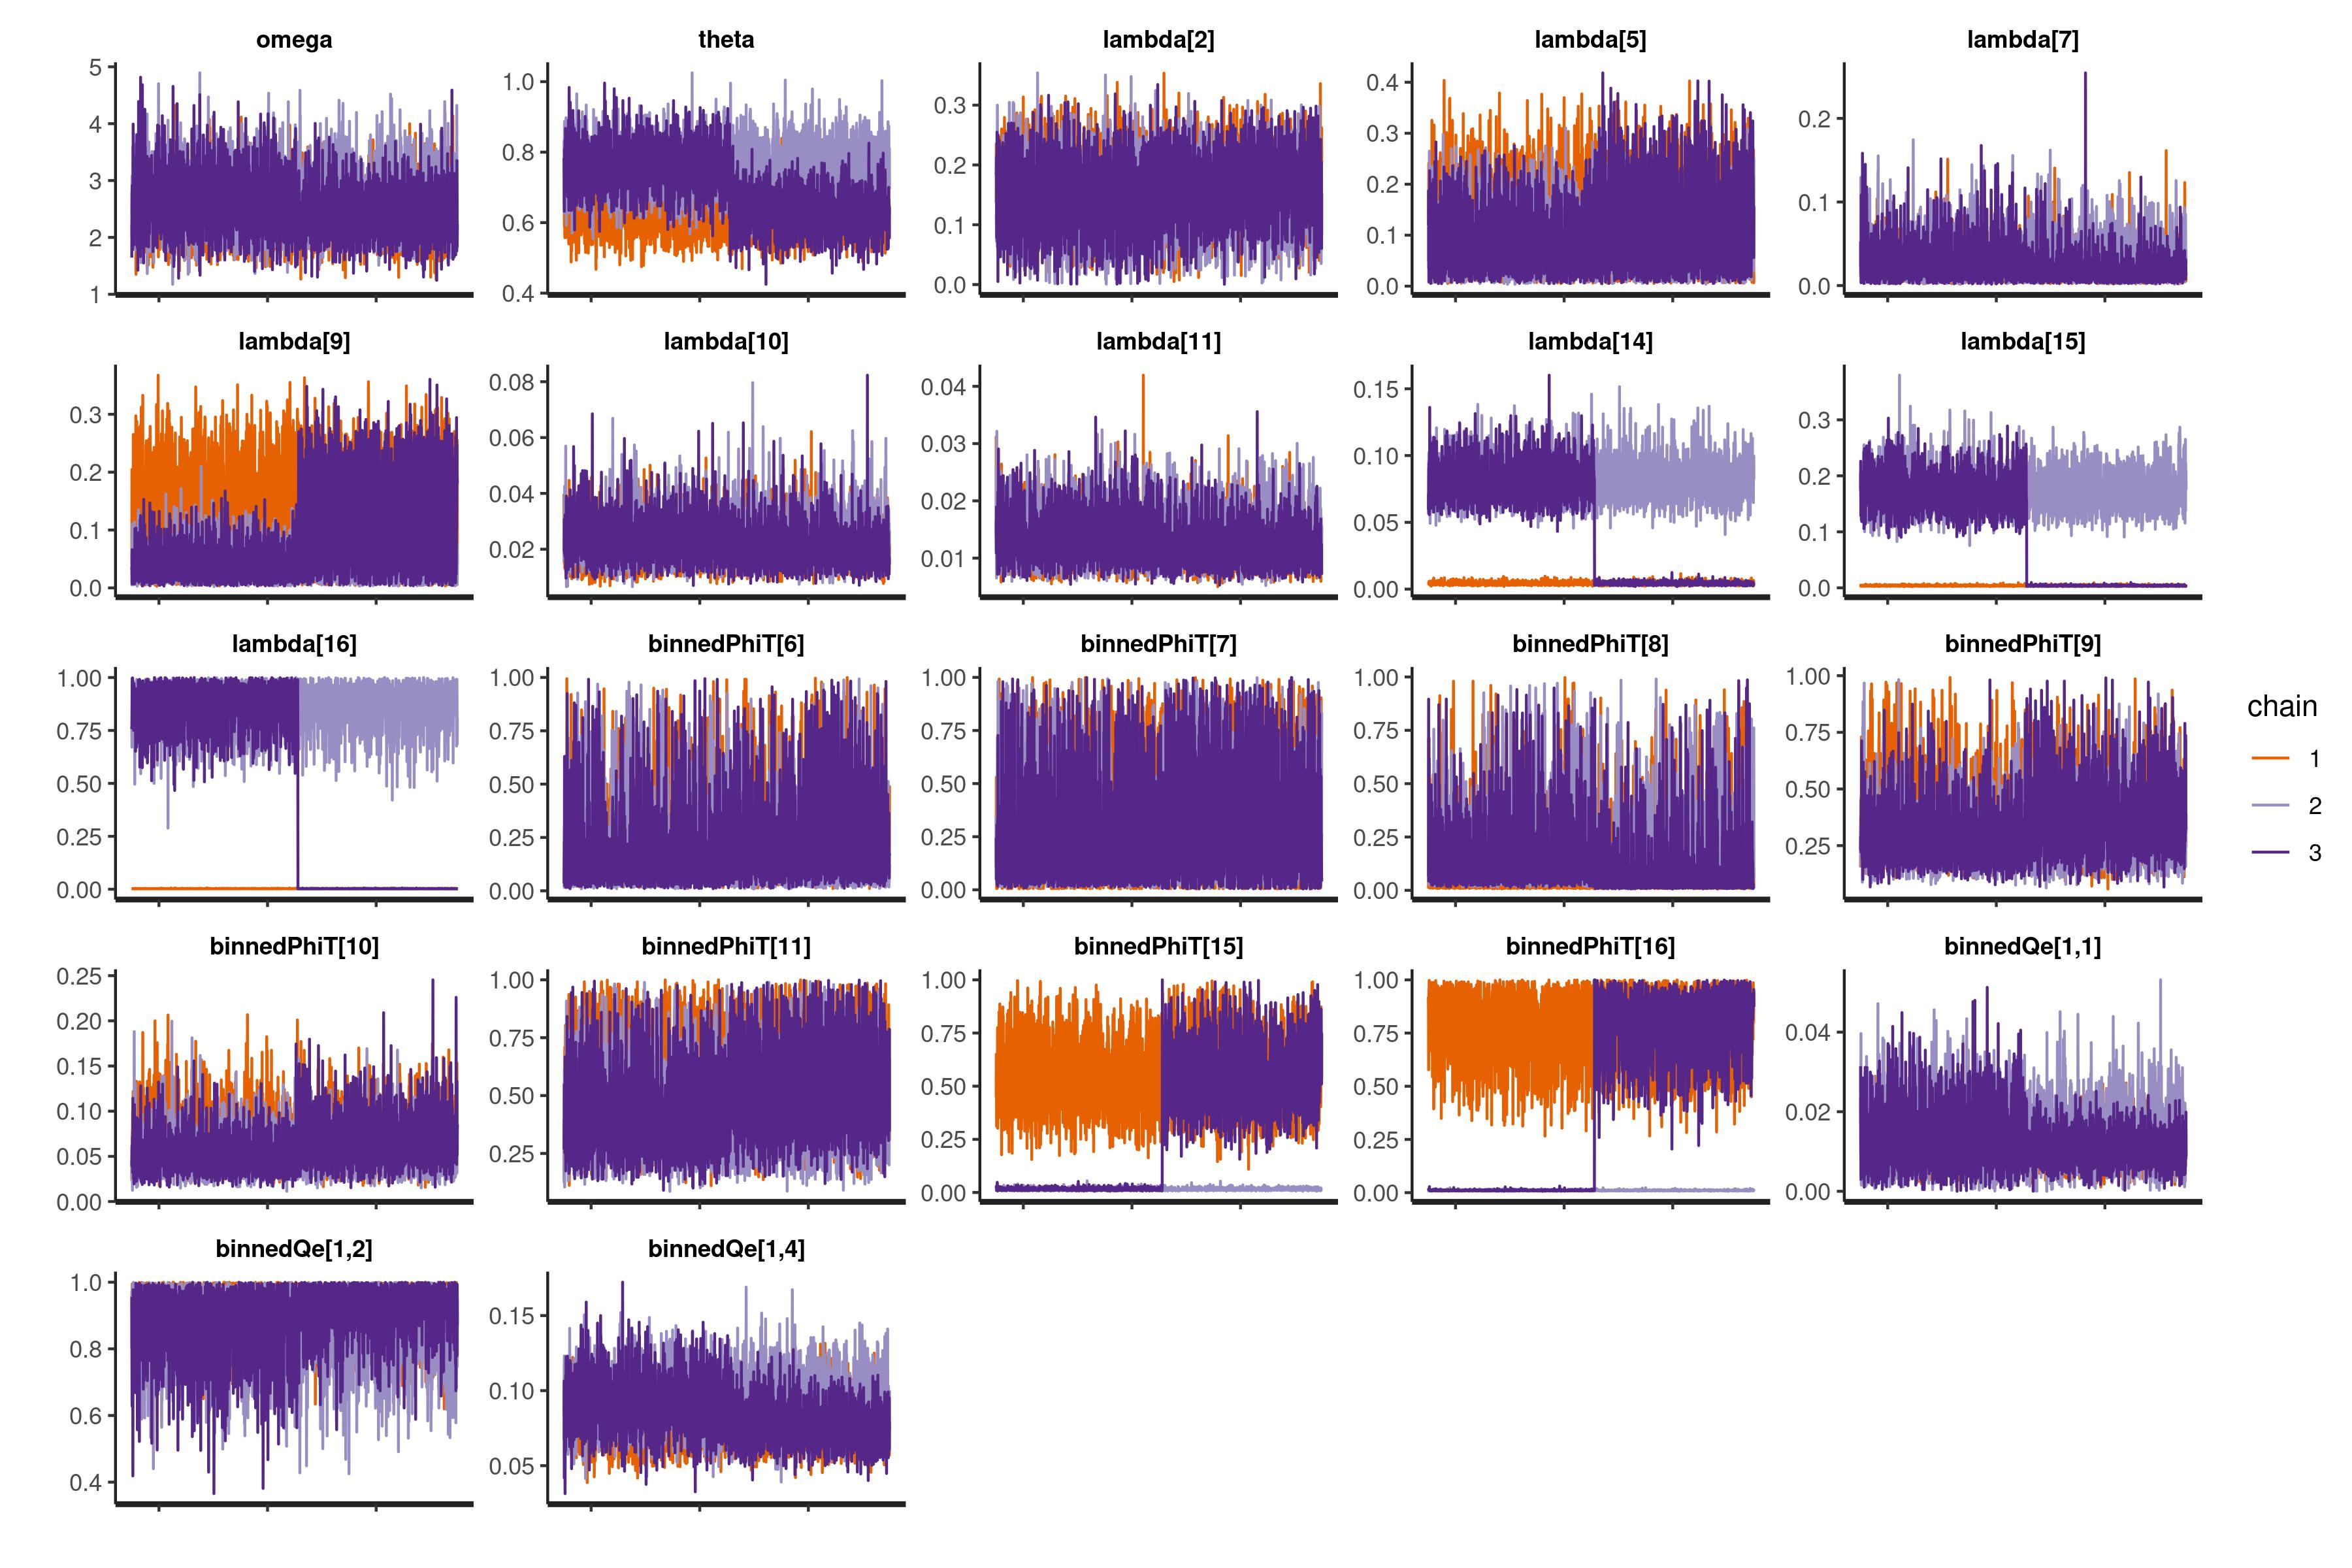 omega theta lambda[2] lambda[5] lambda[7]
5 4 3 2 1
1.0 0.8 0.6 0.4
0.3 0.2 0.1 0.0
0.4 0.3 0.2 0.1 0.0
0.2 0.1 0.0
lambda[9] lambda[10] lambda[11] lambda[14] lambda[15]
0.3 0.2 0.1 0.0
0.08 0.06 0.04 0.02
0.04 0.03 0.02 0.01
0.15 0.10 0.05 0.00
0.3 0.2 0.1 0.0
lambda[16] binnedPhiT[6] binnedPhiT[7] binnedPhiT[8] binnedPhiT[9]
1.00 0.75 0.50 0.25 0.00
1.00 0.75 0.50 0.25 0.00
1.00 0.75 0.50 0.25 0.00
1.00 0.75 0.50 0.25 0.00
1.00 0.75 0.50 0.25
chain
1
2
3
binnedPhiT[10] binnedPhiT[11] binnedPhiT[15] binnedPhiT[16] binnedQe[1,1]
0.25 0.20 0.15 0.10 0.05 0.00
1.00 0.75 0.50 0.25
1.00 0.75 0.50 0.25 0.00
1.00 0.75 0.50 0.25 0.00
0.04 0.02 0.00
binnedQe[1,2] binnedQe[1,4]
1.0 0.8 0.6 0.4
0.15 0.10 0.05